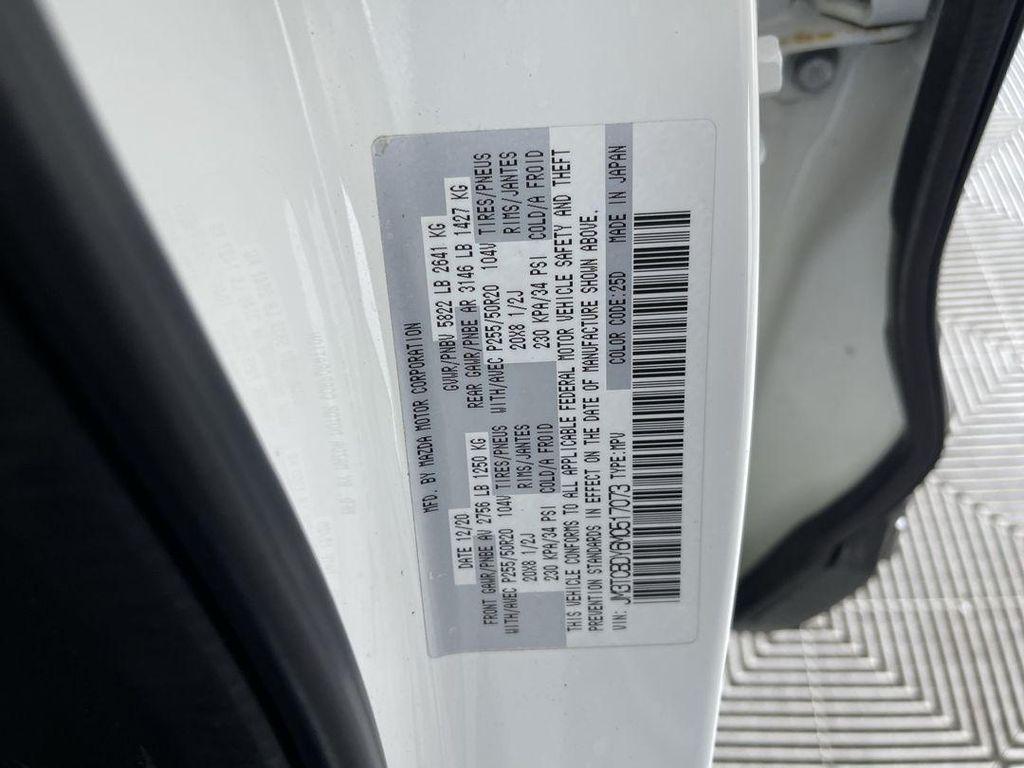 MFD. BY MAZDA MOTOR CORPORATION
DATE 12/20 GVWR/PNBV 5822 LB 2641 KG
FRONT GAWR/PNBE AV 2756 LB 1250 KG REAR GAWR/PNBE AR 3146 LB 1427 KG
WITH/AVEC P255/50R20 104V TIRES/PNEUS WITH/AVEC P255/50R20 104V TIRES/PNEUS
20X8 1/2J RIMS/JANTES 20X8 1/2J RIMS/JANTES
230 KPA/34 PSI COLD/A FROID 230 KPA/34 PSI COLD/A FROID
THIS VEHICLE CONFORMS TO ALL APPLICABLE FEDERAL MOTOR VEHICLE SAFETY AND THEFT
PREVENTION STANDARDS IN EFFECT ON THE DATE OF MANUFACTURE SHOWN ABOVE.
VIN: JM3TCBDY6M0517073 TYPE:MPV COLOR CODE:25D MADE IN JAPAN